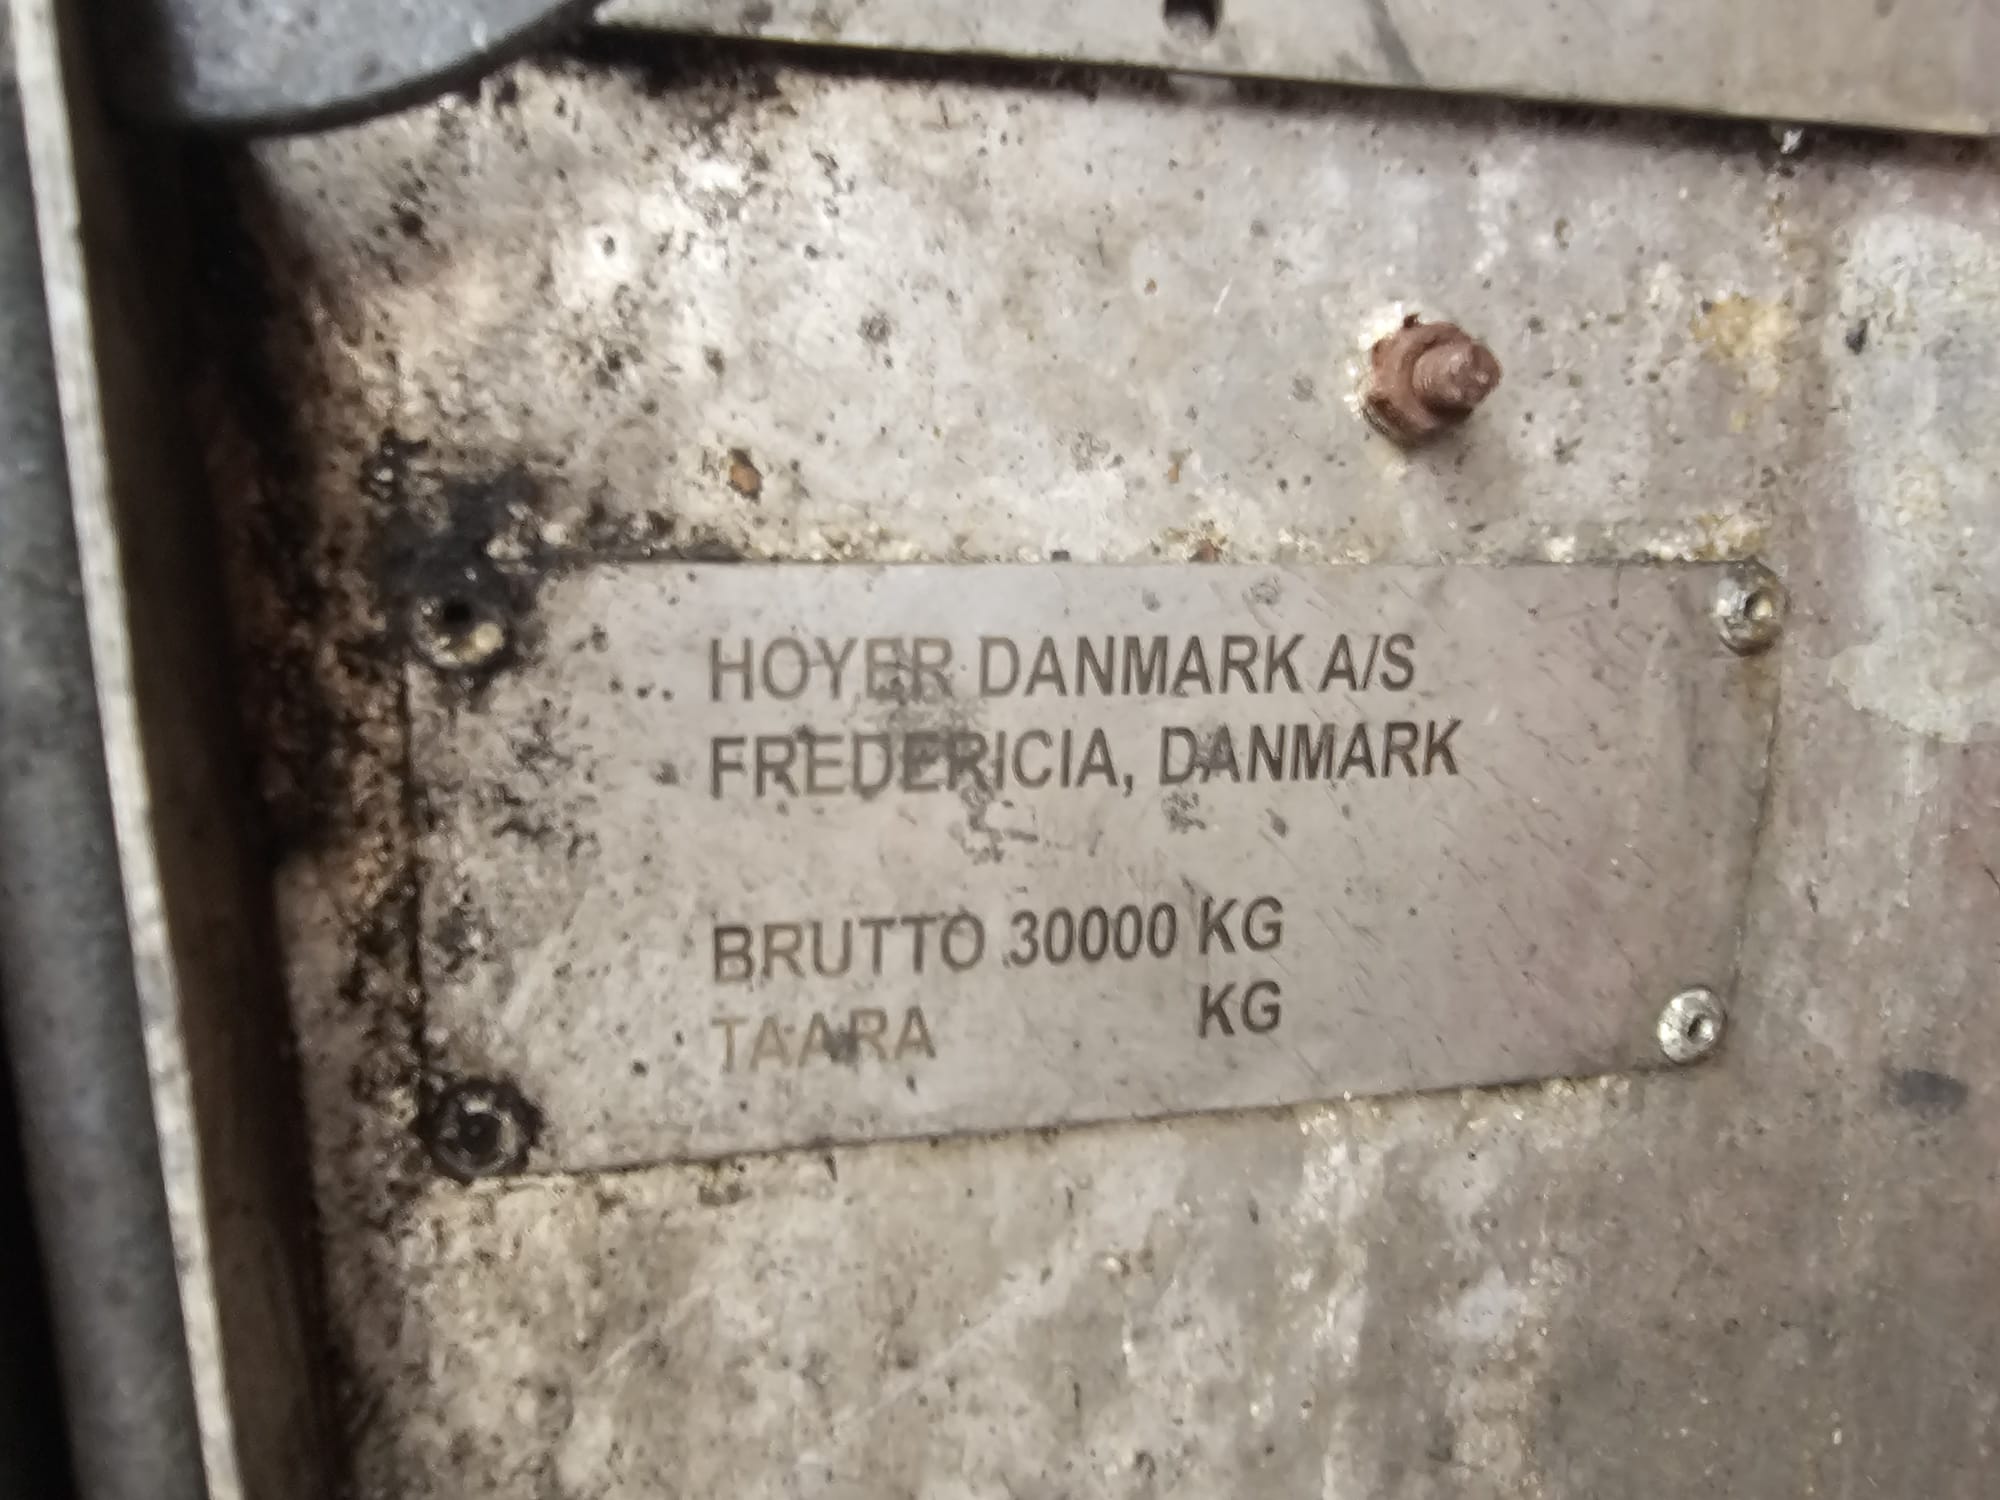 HOYER DANMARK A/S
FREDERICIA, DANMARK
BRUTTO 30000 KG
TAARA KG